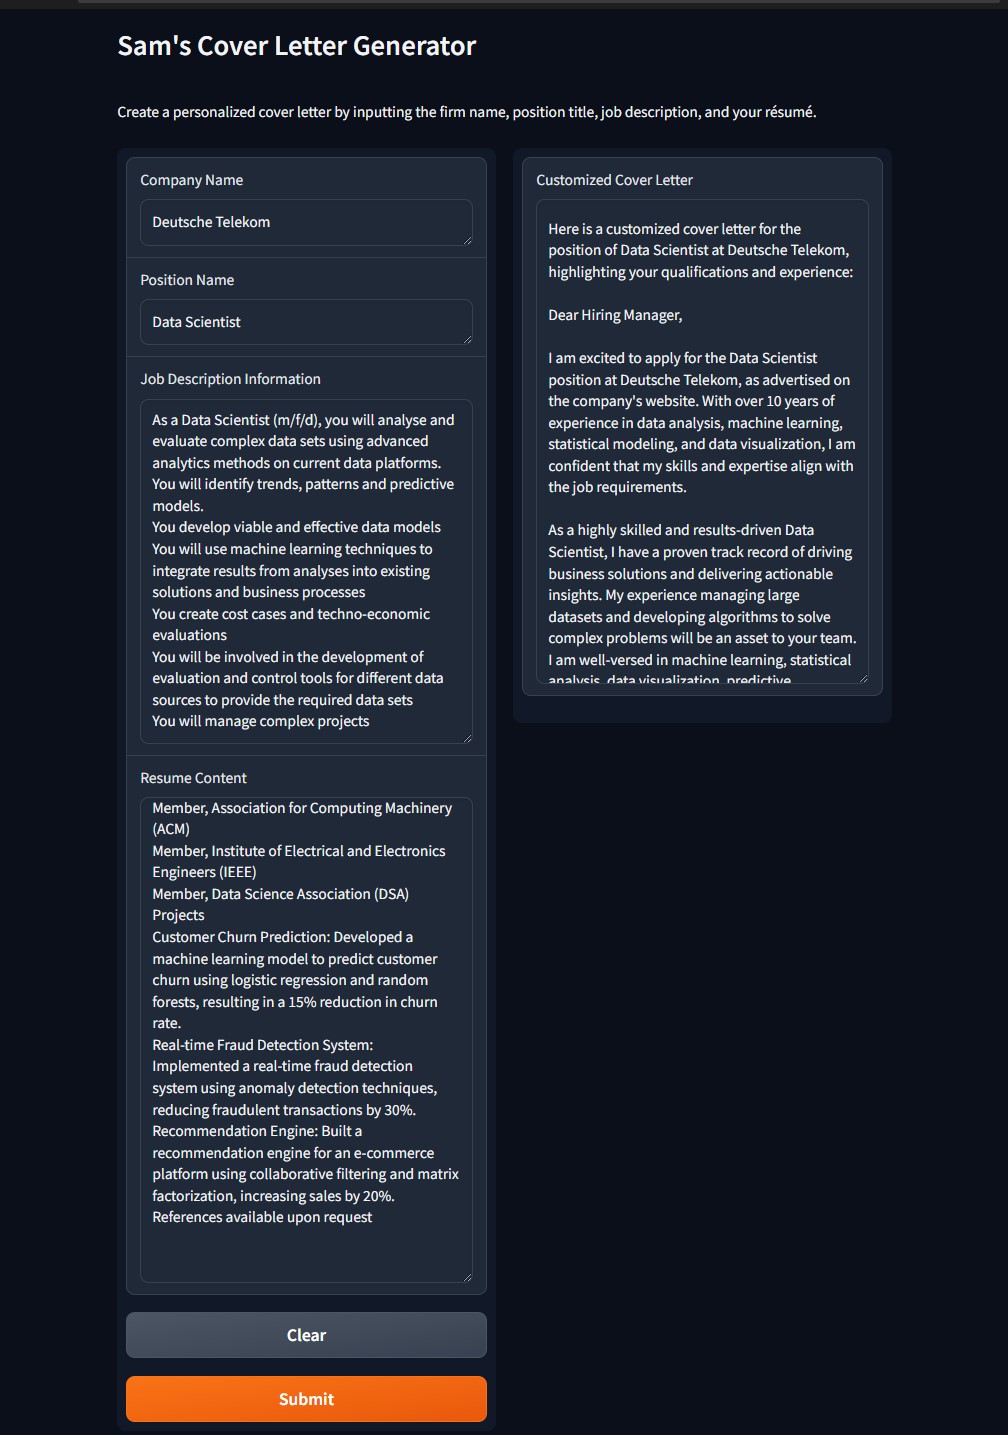 Sam's Cover Letter Generator
Create a personalized cover letter by inputting the firm name, position title, job description, and your résumé.
Company Name
Deutsche Telekom
Position Name
Data Scientist
Job Description Information
As a Data Scientist (m/f/d), you will analyse and
evaluate complex data sets using advanced
analytics methods on current data platforms.
You will identify trends, patterns and predictive
models.
You develop viable and effective data models
You will use machine learning techniques to
integrate results from analyses into existing
solutions and business processes
You create cost cases and techno-economic
evaluations
You will be involved in the development of
evaluation and control tools for different data
sources to provide the required data sets
You will manage complex projects
Resume Content
Member, Association for Computing Machinery
(ACM)
Member, Institute of Electrical and Electronics
Engineers (IEEE)
Member, Data Science Association (DSA)
Projects
Customer Churn Prediction: Developed a
machine learning model to predict customer
churn using logistic regression and random
forests, resulting in a 15% reduction in churn
rate.
Real-time Fraud Detection System:
Implemented a real-time fraud detection
system using anomaly detection techniques,
reducing fraudulent transactions by 30%.
Recommendation Engine: Built a
recommendation engine for an e-commerce
platform using collaborative filtering and matrix
factorization, increasing sales by 20%.
References available upon request
Clear
Submit
Customized Cover Letter
Here is a customized cover letter for the
position of Data Scientist at Deutsche Telekom,
highlighting your qualifications and experience:
Dear Hiring Manager,
I am excited to apply for the Data Scientist
position at Deutsche Telekom, as advertised on
the company's website. With over 10 years of
experience in data analysis, machine learning,
statistical modeling, and data visualization, I am
confident that my skills and expertise align with
the job requirements.
As a highly skilled and results-driven Data
Scientist, I have a proven track record of driving
business solutions and delivering actionable
insights. My experience managing large
datasets and developing algorithms to solve
complex problems will be an asset to your team.
I am well-versed in machine learning, statistical
analysis, data visualization, predictive